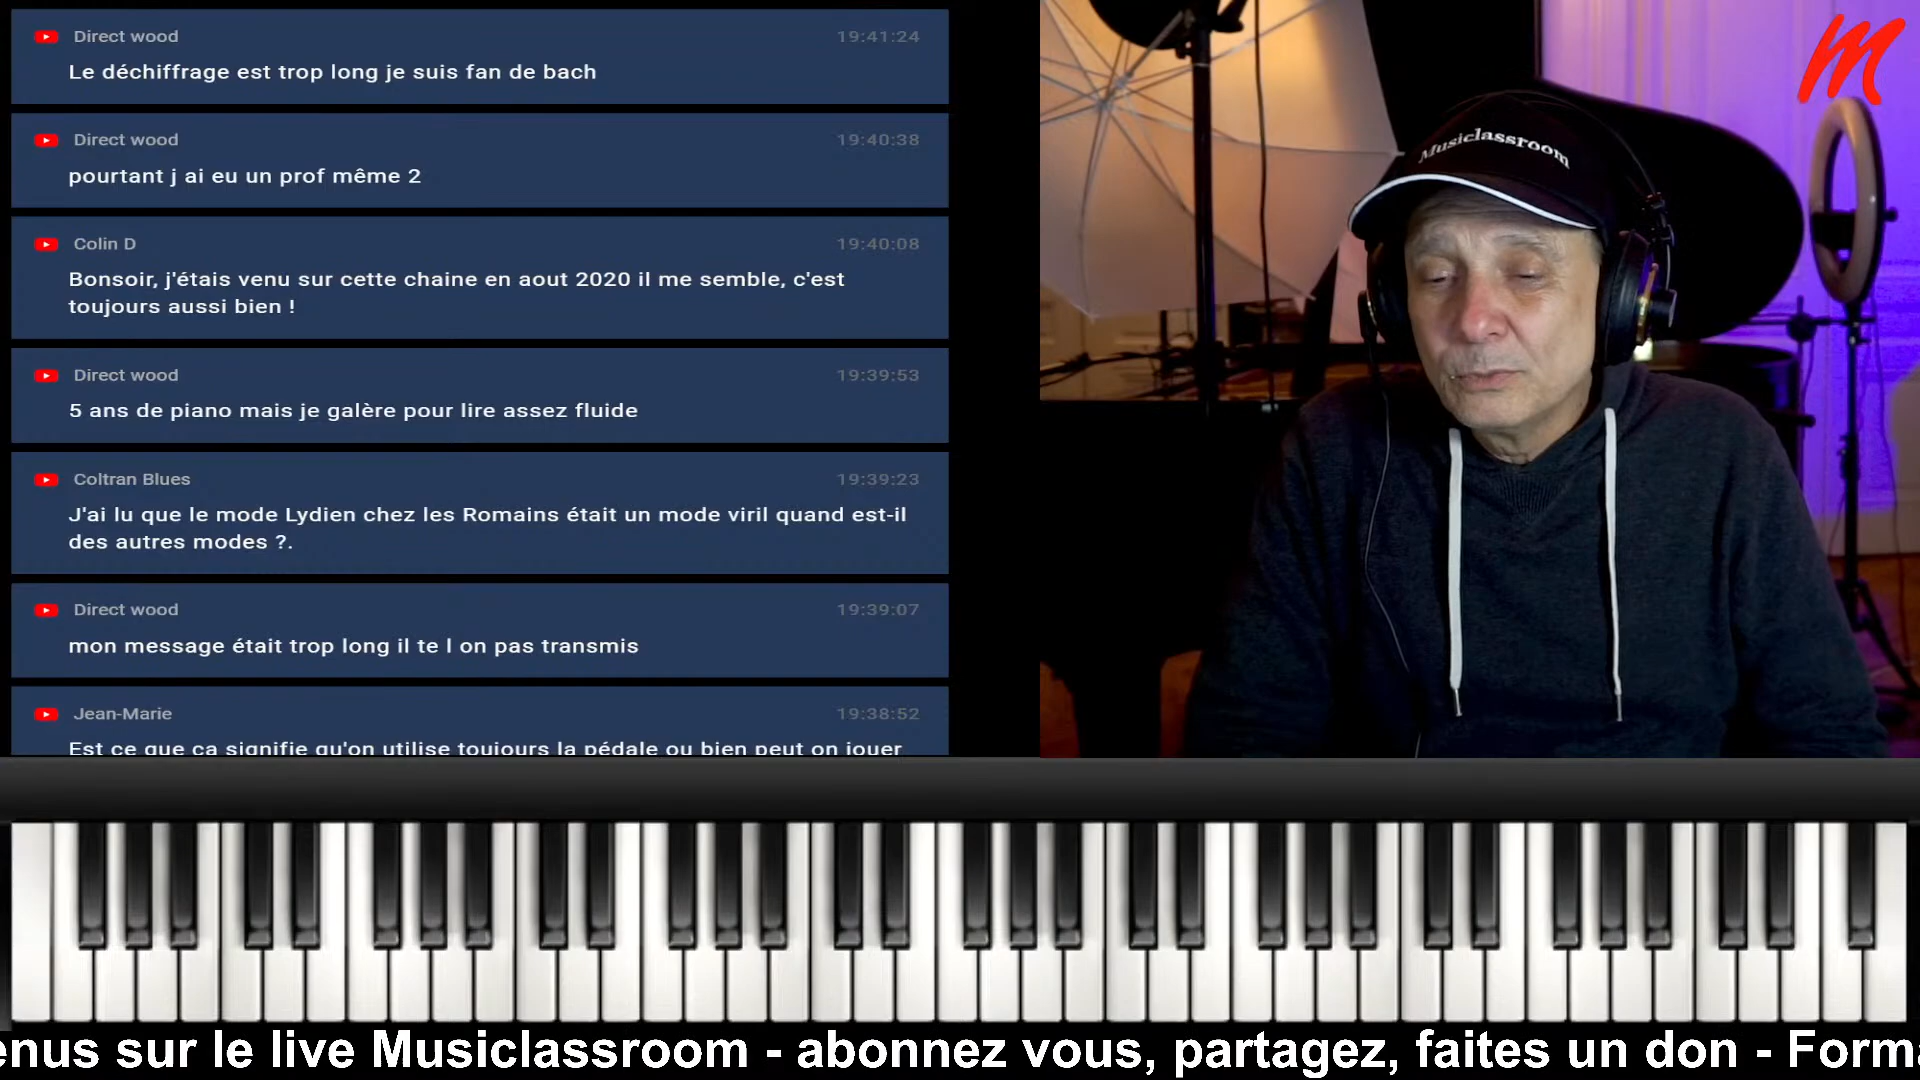 Direct wood 19:41:24
Le déchiffrage est trop long je suis fan de bach
Direct wood 19:40:38
pourtant j ai eu un prof même 2
Colin D 19:40:08
Bonsoir, j'étais venu sur cette chaine en aout 2020 il me semble, c'est
toujours aussi bien !
Direct wood 19:39:53
5 ans de piano mais je galère pour lire assez fluide
Coltran Blues 19:39:23
J'ai lu que le mode Lydien chez les Romains était un mode viril quand est-il
des autres modes ?.
Direct wood 19:39:07
mon message était trop long il te l on pas transmis
Jean-Marie 19:38:52
Est ce que ça signifie qu'on utilise toujours la pédale ou bien peut on jouer
M
Musiclassroom
enus sur le live Musiclassroom - abonnez vous, partagez, faites un don - Forma